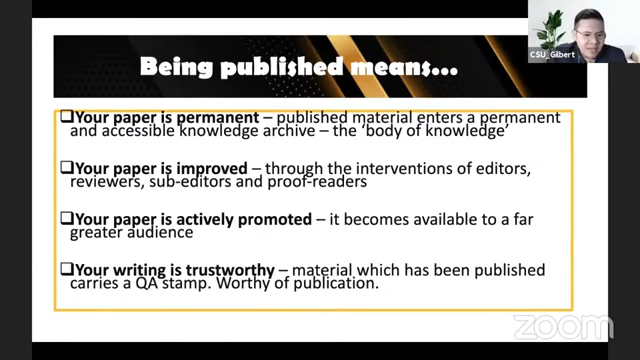 Being published means...
❑Your paper is permanent – published material enters a permanent
and accessible knowledge archive – the ‘body of knowledge’
❑Your paper is improved – through the interventions of editors,
reviewers, sub-editors and proof-readers
❑Your paper is actively promoted – it becomes available to a far
greater audience
❑Your writing is trustworthy – material which has been published
carries a QA stamp. Worthy of publication.
CSU_Gilbert
zoom